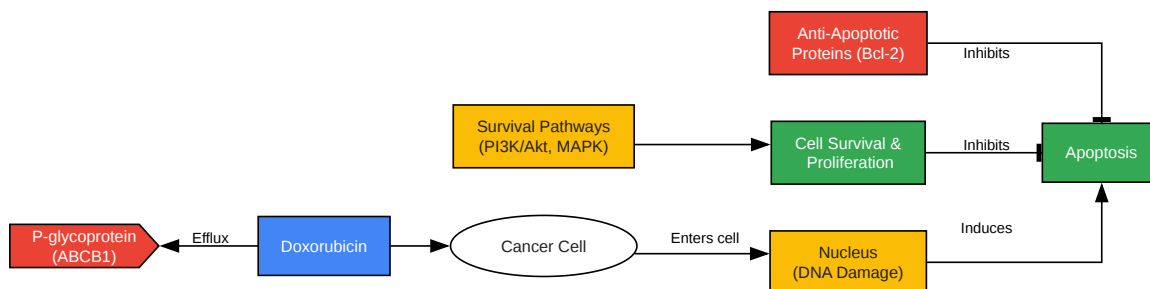 Anti-Apoptotic
Proteins (Bcl-2)
Inhibits
Survival Pathways
(PI3K/Akt, MAPK)
Cell Survival &
Proliferation
Inhibits
Apoptosis
P-glycoprotein
(ABCB1)
Efflux
Doxorubicin
Cancer Cell
Enters cell
Nucleus
(DNA Damage)
Induces